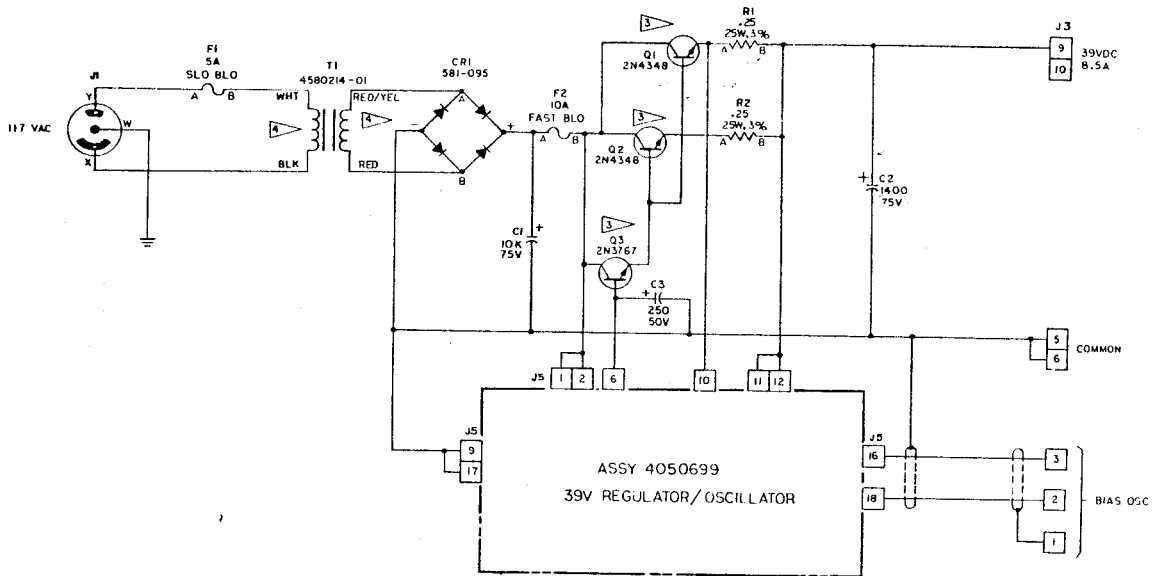 F1
5A
SLO BLO
A B
J1
Y
W
X
117 VAC
T1
4580214-01
WHT
BLK
4
RED/YEL
4
RED
CR1
581-095
A
B
-
+
F2
10A
FAST BLO
A B
C1
10K
75V
+
3
Q1
2N4348
3
Q2
2N4348
3
Q3
2N3767
R1
.25
25W,3%
A B
R2
.25
25W,3%
A B
C3
250
50V
+
+
C2
1400
75V
J3
9
10
39VDC
8.5A
5
6
COMMON
J5
1 2 6 10 11 12
J5
9
17
ASSY 4050699
39V REGULATOR/OSCILLATOR
J5
16
18
3
2
1
BIAS OSC